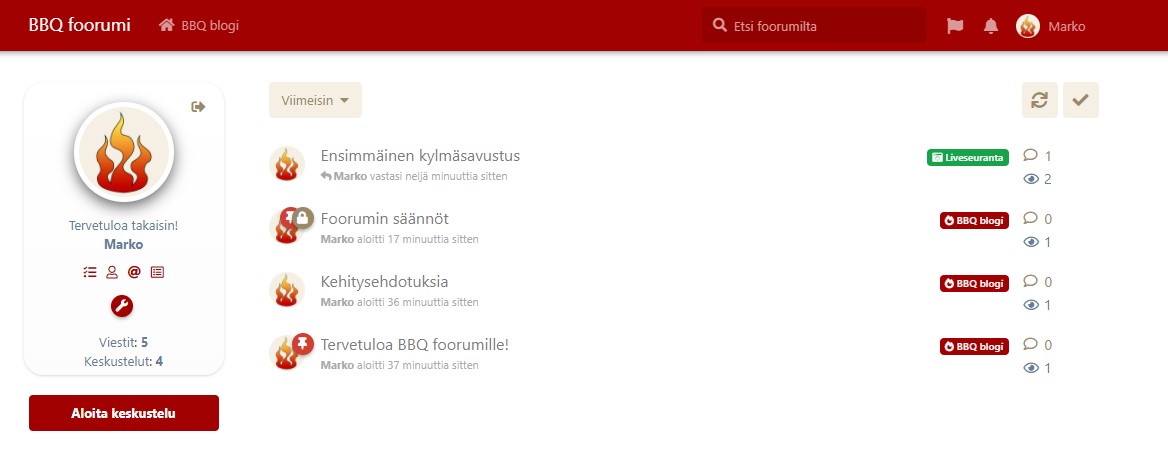 BBQ foorumi
BBQ blogi
Etsi foorumilta
Marko
Tervetuloa takaisin!
Marko
Viestit: 5
Keskustelut: 4
Aloita keskustelu
Viimeisin
Ensimmäinen kylmäsavustus
Marko vastasi neljä minuuttia sitten
Liveseuranta
1
2
Foorumin säännöt
Marko aloitti 17 minuuttia sitten
BBQ blogi
0
1
Kehitysehdotuksia
Marko aloitti 36 minuuttia sitten
BBQ blogi
0
1
Tervetuloa BBQ foorumille!
Marko aloitti 37 minuuttia sitten
BBQ blogi
0
1